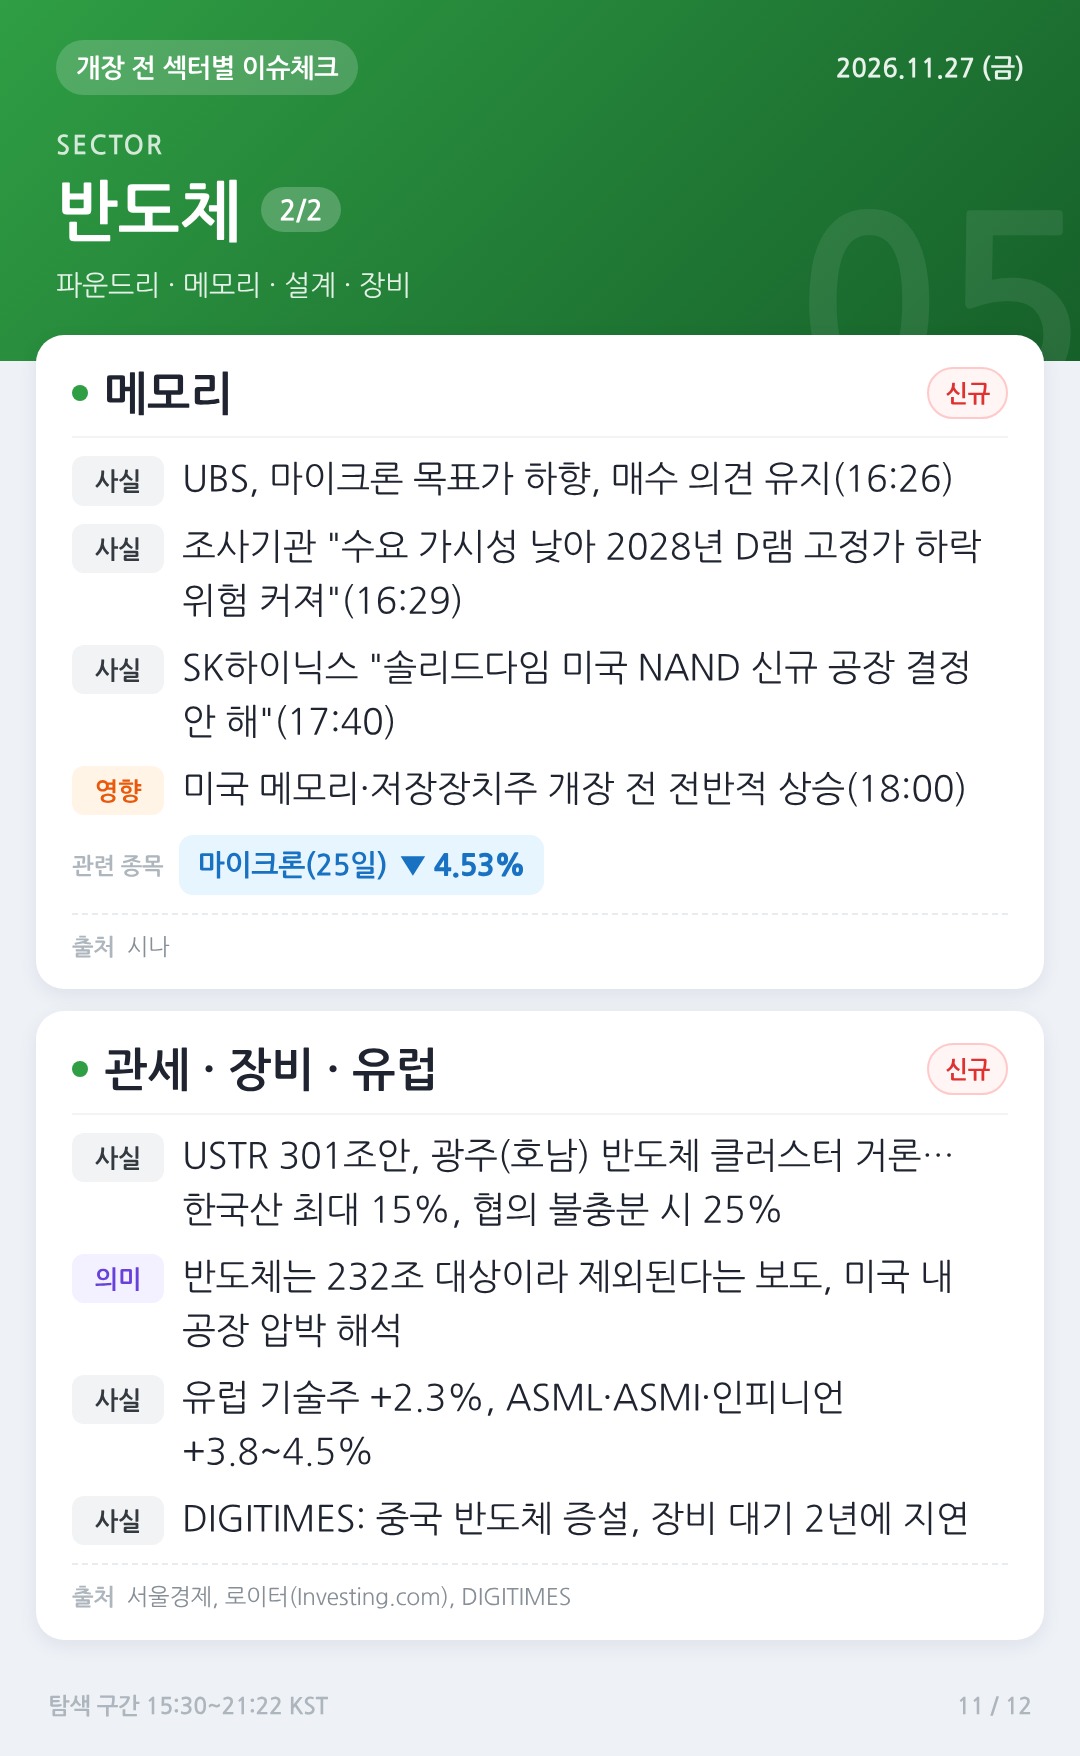 개장 전 섹터별 이슈체크
2026.11.27 (금)
SECTOR
반도체 2/2
파운드리 · 메모리 · 설계 · 장비
05
메모리
신규
사실 UBS, 마이크론 목표가 하향, 매수 의견 유지(16:26)
사실 조사기관 "수요 가시성 낮아 2028년 D램 고정가 하락
위험 커져"(16:29)
사실 SK하이닉스 "솔리드다임 미국 NAND 신규 공장 결정
안 해"(17:40)
영향 미국 메모리·저장장치주 개장 전 전반적 상승(18:00)
관련 종목 마이크론(25일) ▼ 4.53%
출처 시나
관세 · 장비 · 유럽
신규
사실 USTR 301조안, 광주(호남) 반도체 클러스터 거론…
한국산 최대 15%, 협의 불충분 시 25%
의미 반도체는 232조 대상이라 제외된다는 보도, 미국 내
공장 압박 해석
사실 유럽 기술주 +2.3%, ASML·ASMI·인피니언
+3.8~4.5%
사실 DIGITIMES: 중국 반도체 증설, 장비 대기 2년에 지연
출처 서울경제, 로이터(Investing.com), DIGITIMES
탐색 구간 15:30~21:22 KST
11 / 12